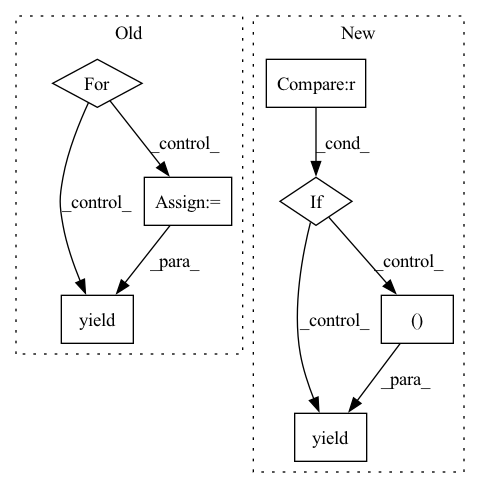 Old
New
For
Compare:r
_control_
_cond_
_control_
Assign:=
If
_para_
_control_
_control_
yield
()
_para_
yield